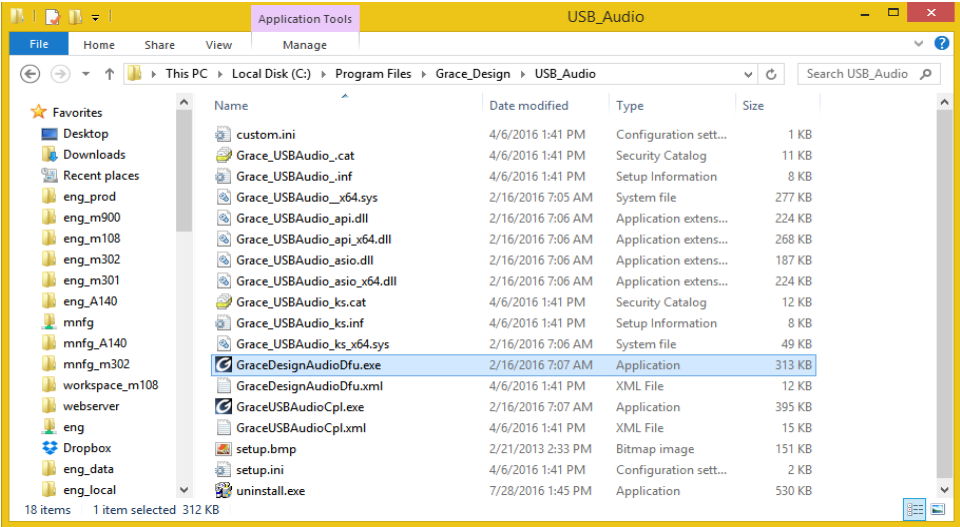 Application Tools
USB_Audio
File Home Share View Manage
This PC Local Disk (C:) Program Files Grace_Design USB_Audio
Search USB_Audio
Favorites
Desktop
Downloads
Recent places
eng_prod
eng_m900
eng_m108
eng_m302
eng_m301
eng_A140
mnfg
mnfg_A140
mnfg_m302
workspace_m108
webserver
eng
Dropbox
eng_data
eng_local
Name Date modified Type Size
custom.ini 4/6/2016 1:41 PM Configuration sett... 1 KB
Grace_USBAudio_.cat 4/6/2016 1:41 PM Security Catalog 11 KB
Grace_USBAudio_.inf 4/6/2016 1:41 PM Setup Information 8 KB
Grace_USBAudio__x64.sys 2/16/2016 7:05 AM System file 277 KB
Grace_USBAudio_api.dll 2/16/2016 7:06 AM Application extens... 224 KB
Grace_USBAudio_api_x64.dll 2/16/2016 7:06 AM Application extens... 268 KB
Grace_USBAudio_asio.dll 2/16/2016 7:06 AM Application extens... 187 KB
Grace_USBAudio_asio_x64.dll 2/16/2016 7:06 AM Application extens... 224 KB
Grace_USBAudio_ks.cat 4/6/2016 1:41 PM Security Catalog 12 KB
Grace_USBAudio_ks.inf 4/6/2016 1:41 PM Setup Information 8 KB
Grace_USBAudio_ks_x64.sys 2/16/2016 7:06 AM System file 49 KB
GraceDesignAudioDfu.exe 2/16/2016 7:07 AM Application 313 KB
GraceDesignAudioDfu.xml 4/6/2016 1:41 PM XML File 12 KB
GraceUSBAudioCpl.exe 2/16/2016 7:07 AM Application 395 KB
GraceUSBAudioCpl.xml 4/6/2016 1:41 PM XML File 15 KB
setup.bmp 2/21/2013 2:33 PM Bitmap image 151 KB
setup.ini 4/6/2016 1:41 PM Configuration sett... 2 KB
uninstall.exe 7/28/2016 1:45 PM Application 530 KB
18 items 1 item selected 312 KB